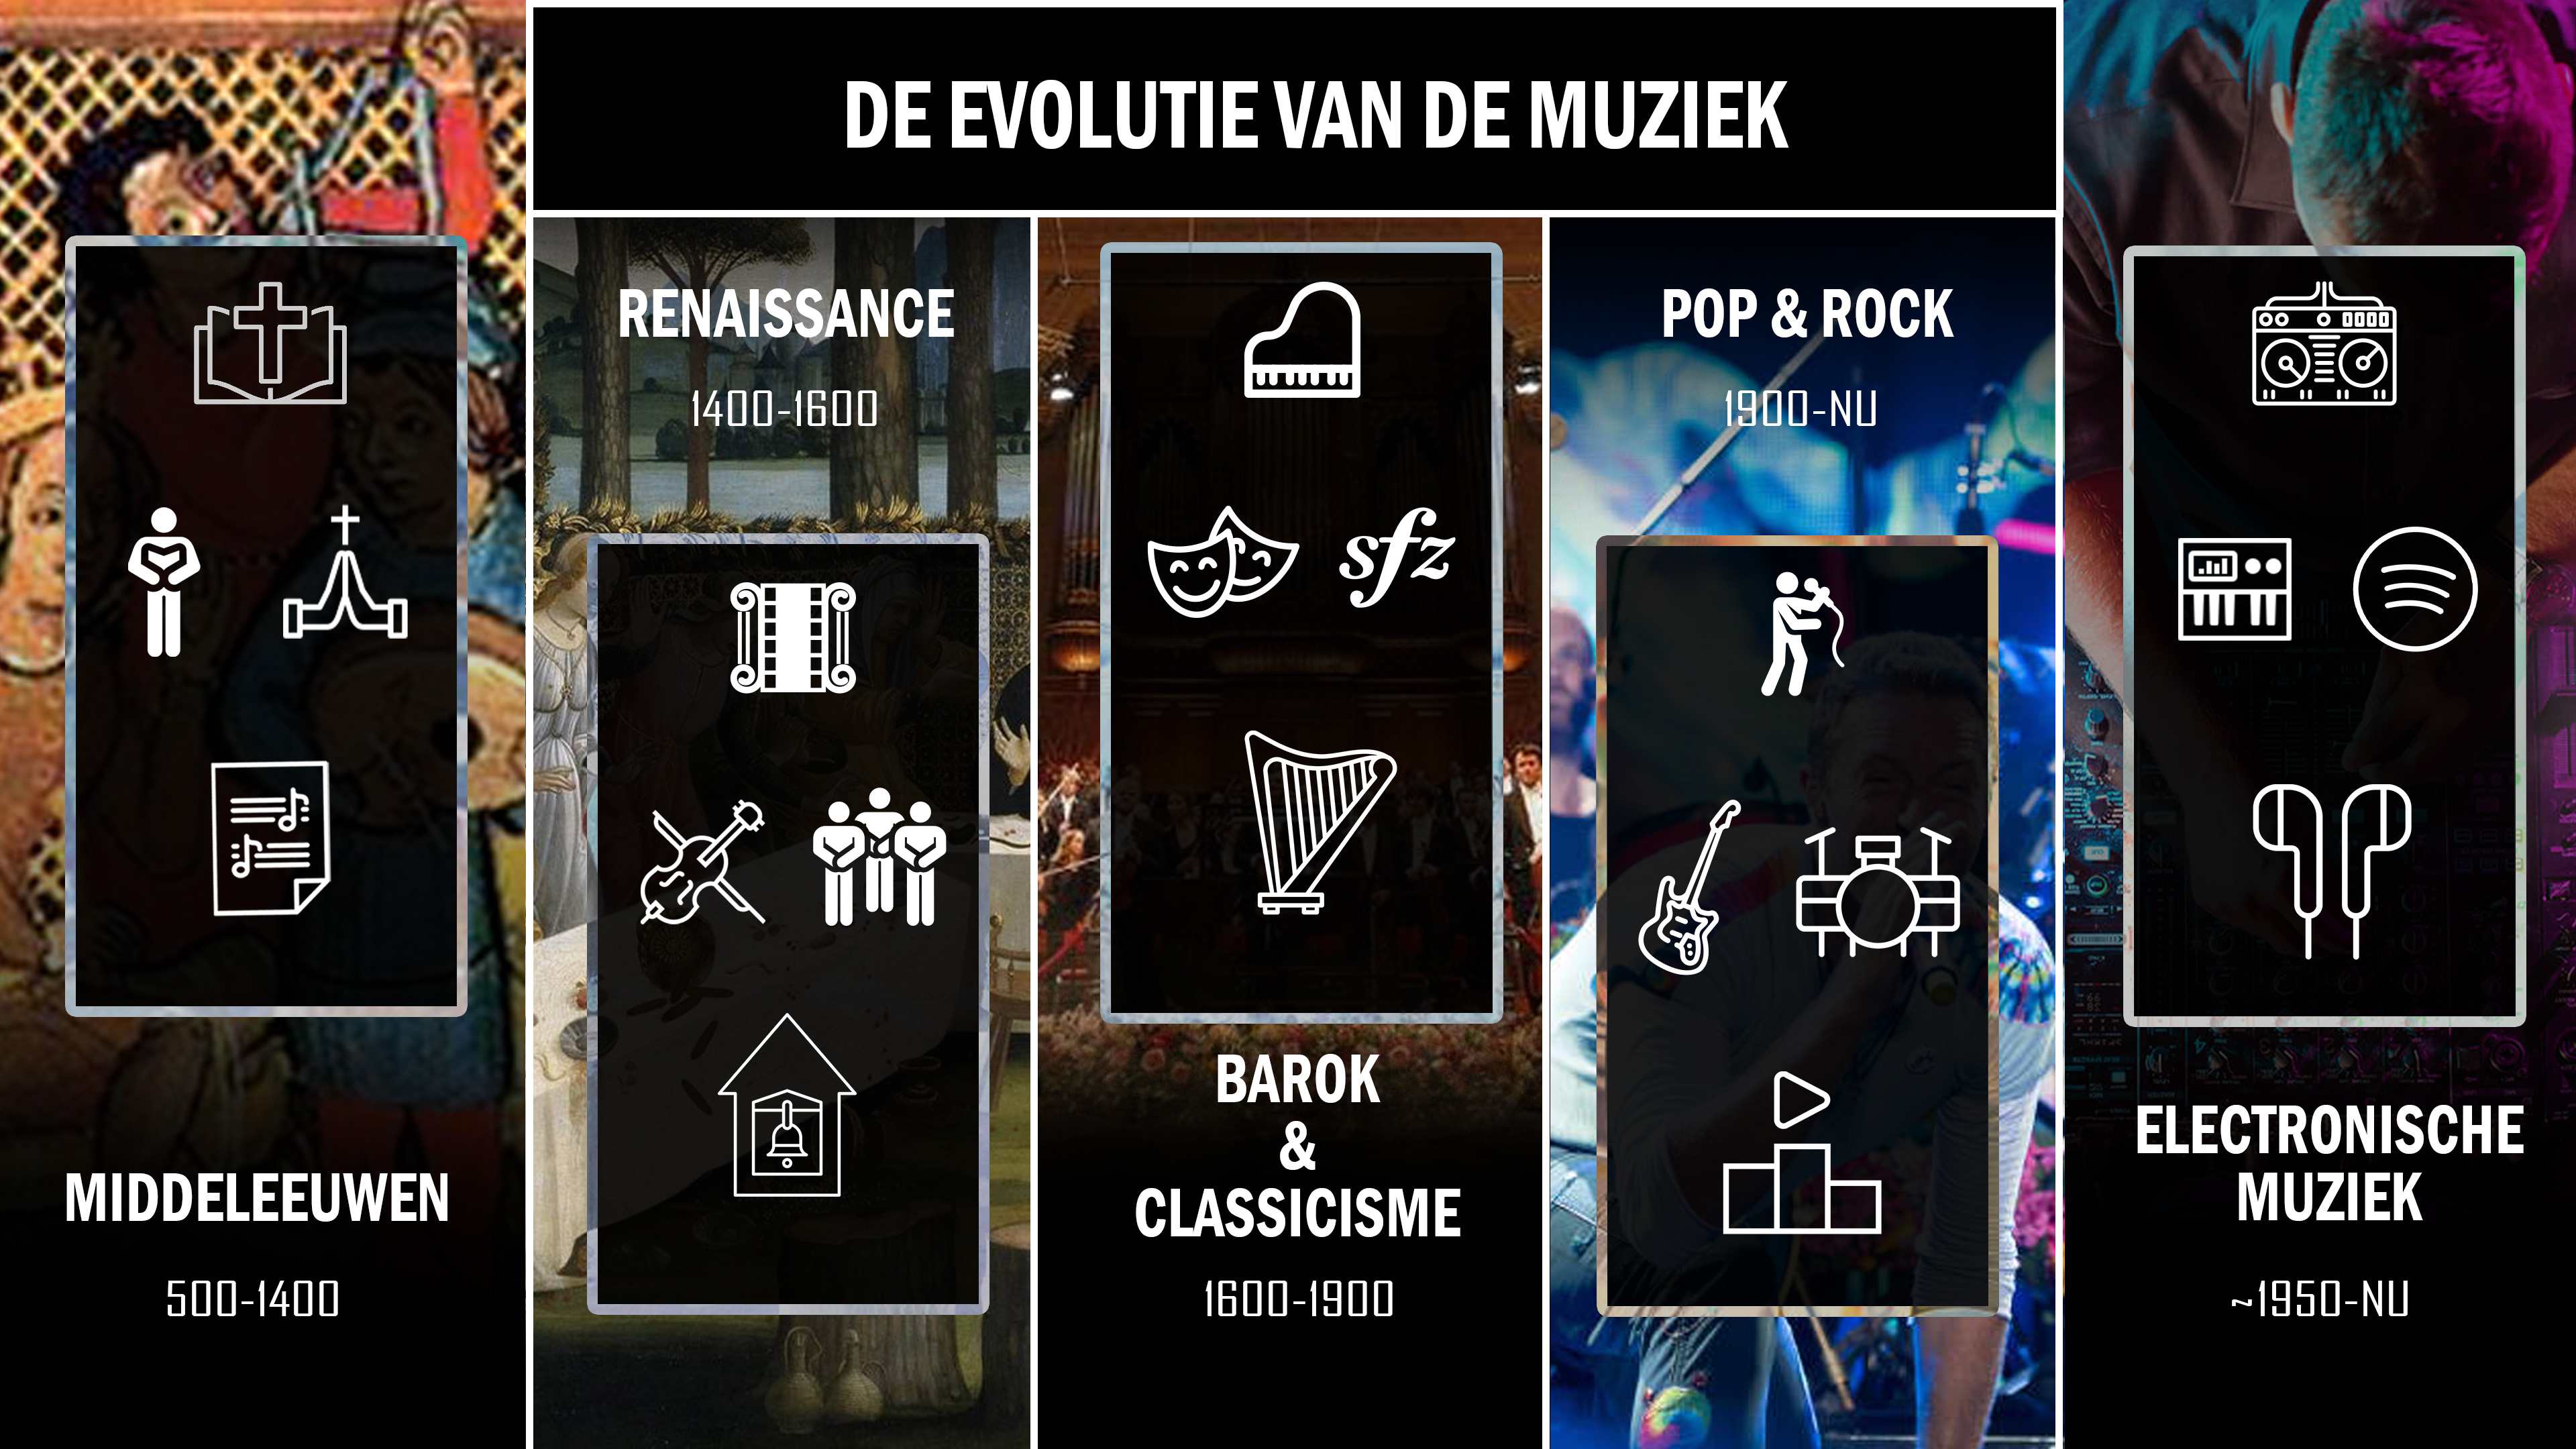 DE EVOLUTIE VAN DE MUZIEK
MIDDELEEUWEN
500-1400
RENAISSANCE
1400-1600
sfz
BAROK
&
CLASSICISME
1600-1900
POP & ROCK
1900-NU
ELECTRONISCHE
MUZIEK
~1950-NU